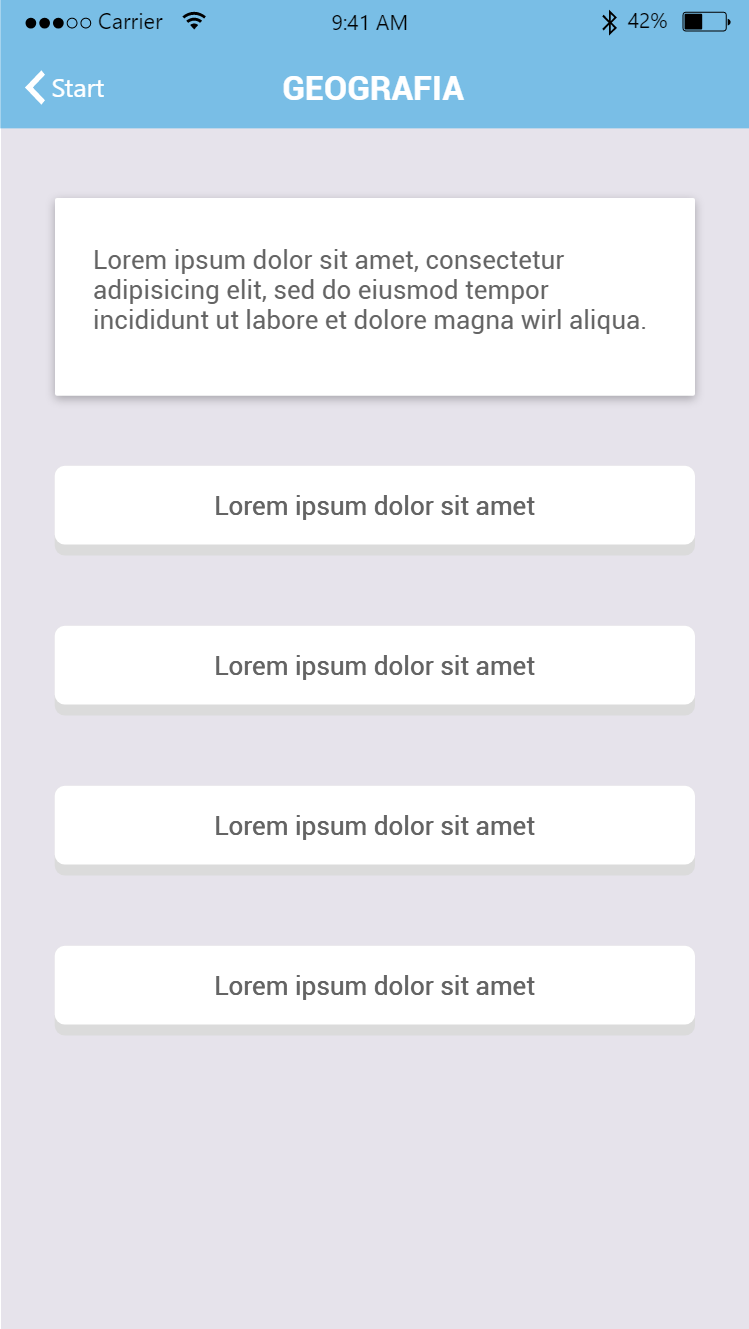 Carrier 9:41 AM 42%
Start GEOGRAFIA
Lorem ipsum dolor sit amet, consectetur
adipisicing elit, sed do eiusmod tempor
incididunt ut labore et dolore magna wirl aliqua.
Lorem ipsum dolor sit amet
Lorem ipsum dolor sit amet
Lorem ipsum dolor sit amet
Lorem ipsum dolor sit amet